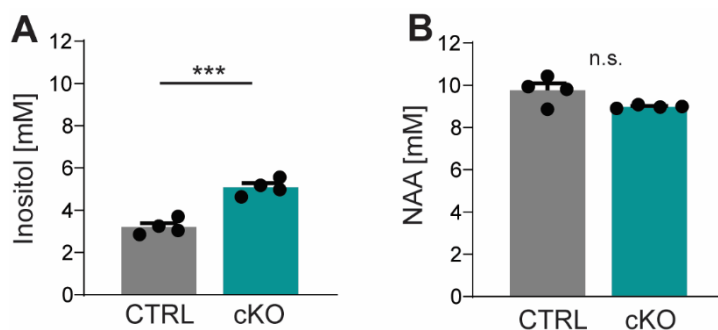 A
Inositol [mM]
12
10
8
6
4
2
0
***
CTRL
cKO
B
NAA [mM]
12
10
8
6
4
2
0
n.s.
CTRL
cKO